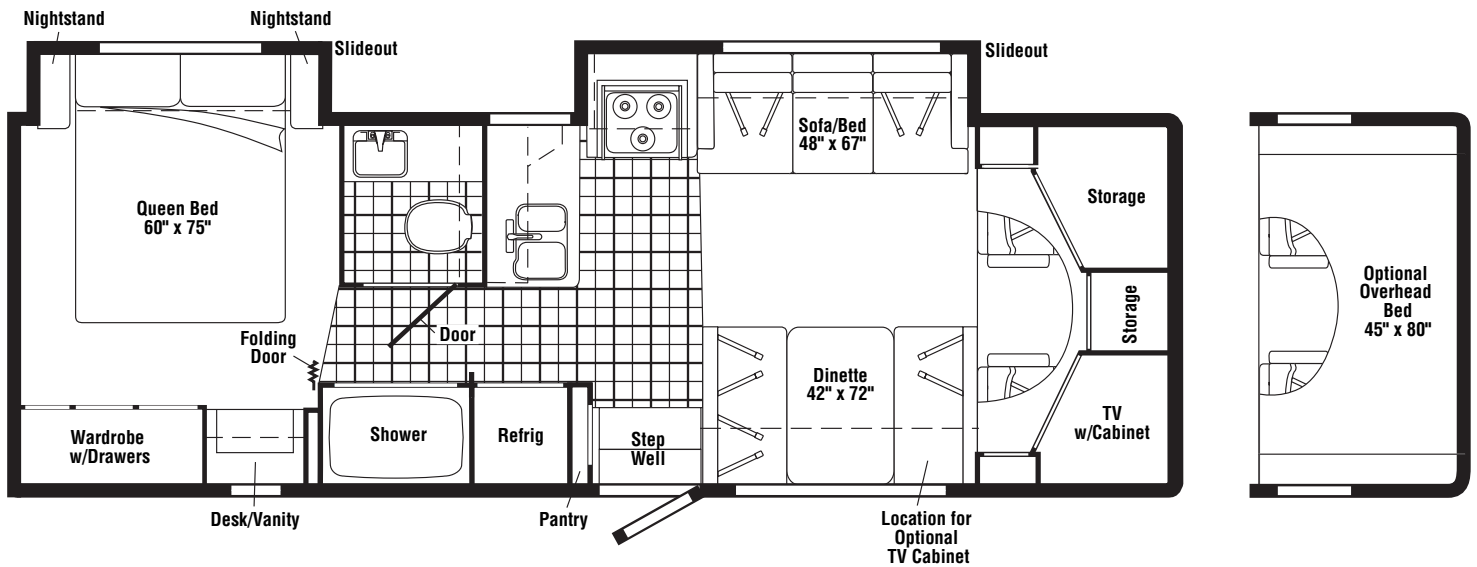 Nightstand
Nightstand
Slideout
Slideout
Sofa/Bed
48" x 67"
Queen Bed
60" x 75"
Storage
Storage
Optional
Overhead
Bed
45" x 80"
Folding
Door
Door
Dinette
42" x 72"
Wardrobe
w/Drawers
Shower
Refrig
Step
Well
TV
w/Cabinet
Desk/Vanity
Pantry
Location for
Optional
TV Cabinet